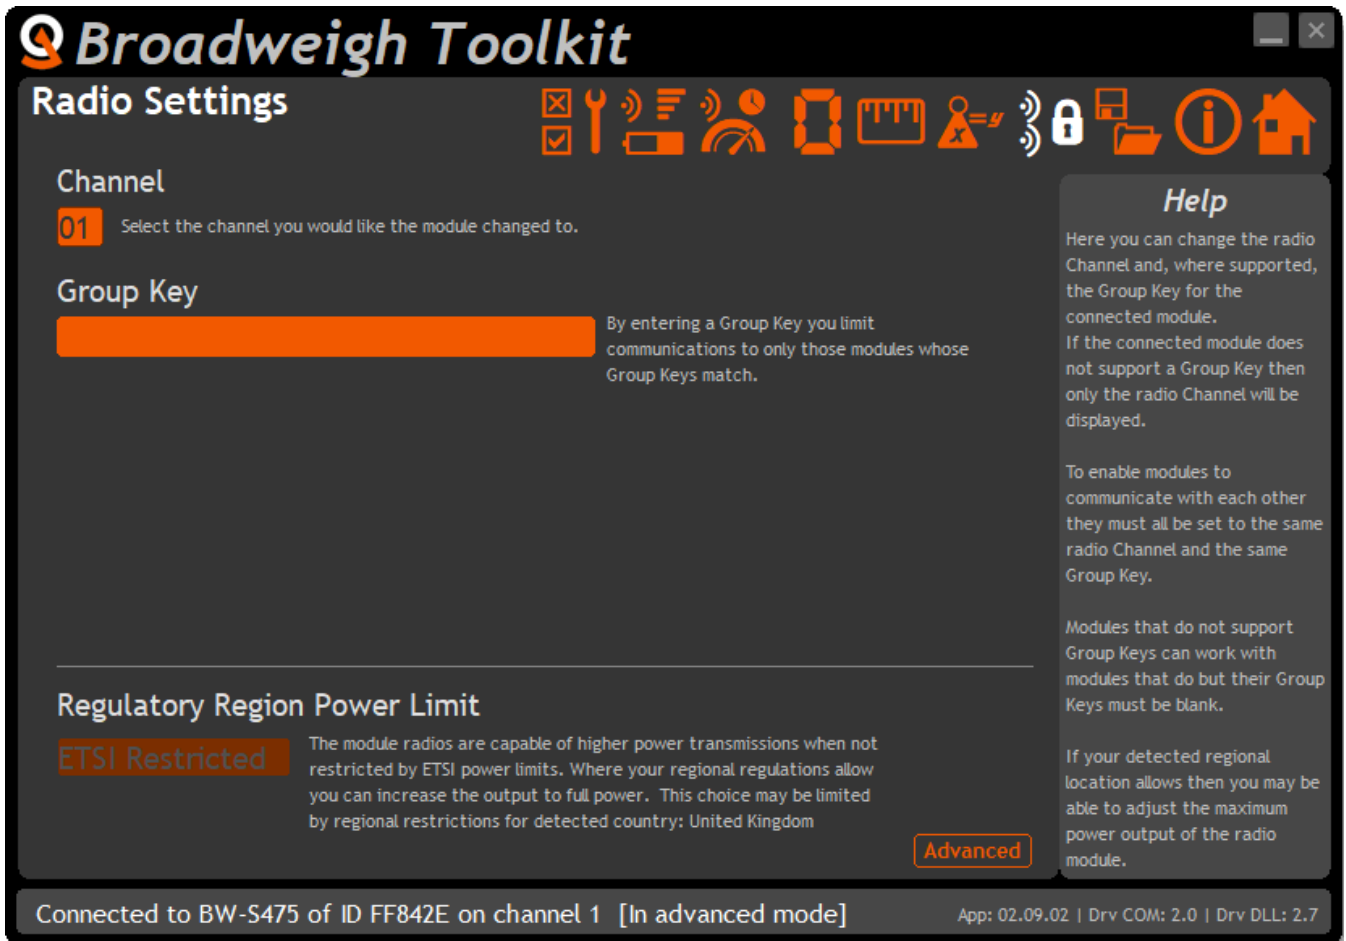 Broadweigh Toolkit
Radio Settings
0
x
=y
Channel
01
Select the channel you would like the module changed to.
Group Key
By entering a Group Key you limit
communications to only those modules whose
Group Keys match.
Regulatory Region Power Limit
ETSI Restricted
The module radios are capable of higher power transmissions when not
restricted by ETSI power limits. Where your regional regulations allow
you can increase the output to full power.  This choice may be limited
by regional restrictions for detected country: United Kingdom
Advanced
Help
Here you can change the radio
Channel and, where supported,
the Group Key for the
connected module.
If the connected module does
not support a Group Key then
only the radio Channel will be
displayed.
To enable modules to
communicate with each other
they must all be set to the same
radio Channel and the same
Group Key.
Modules that do not support
Group Keys can work with
modules that do but their Group
Keys must be blank.
If your detected regional
location allows then you may be
able to adjust the maximum
power output of the radio
module.
Connected to BW-S475 of ID FF842E on channel 1  [In advanced mode]
App: 02.09.02 | Drv COM: 2.0 | Drv DLL: 2.7